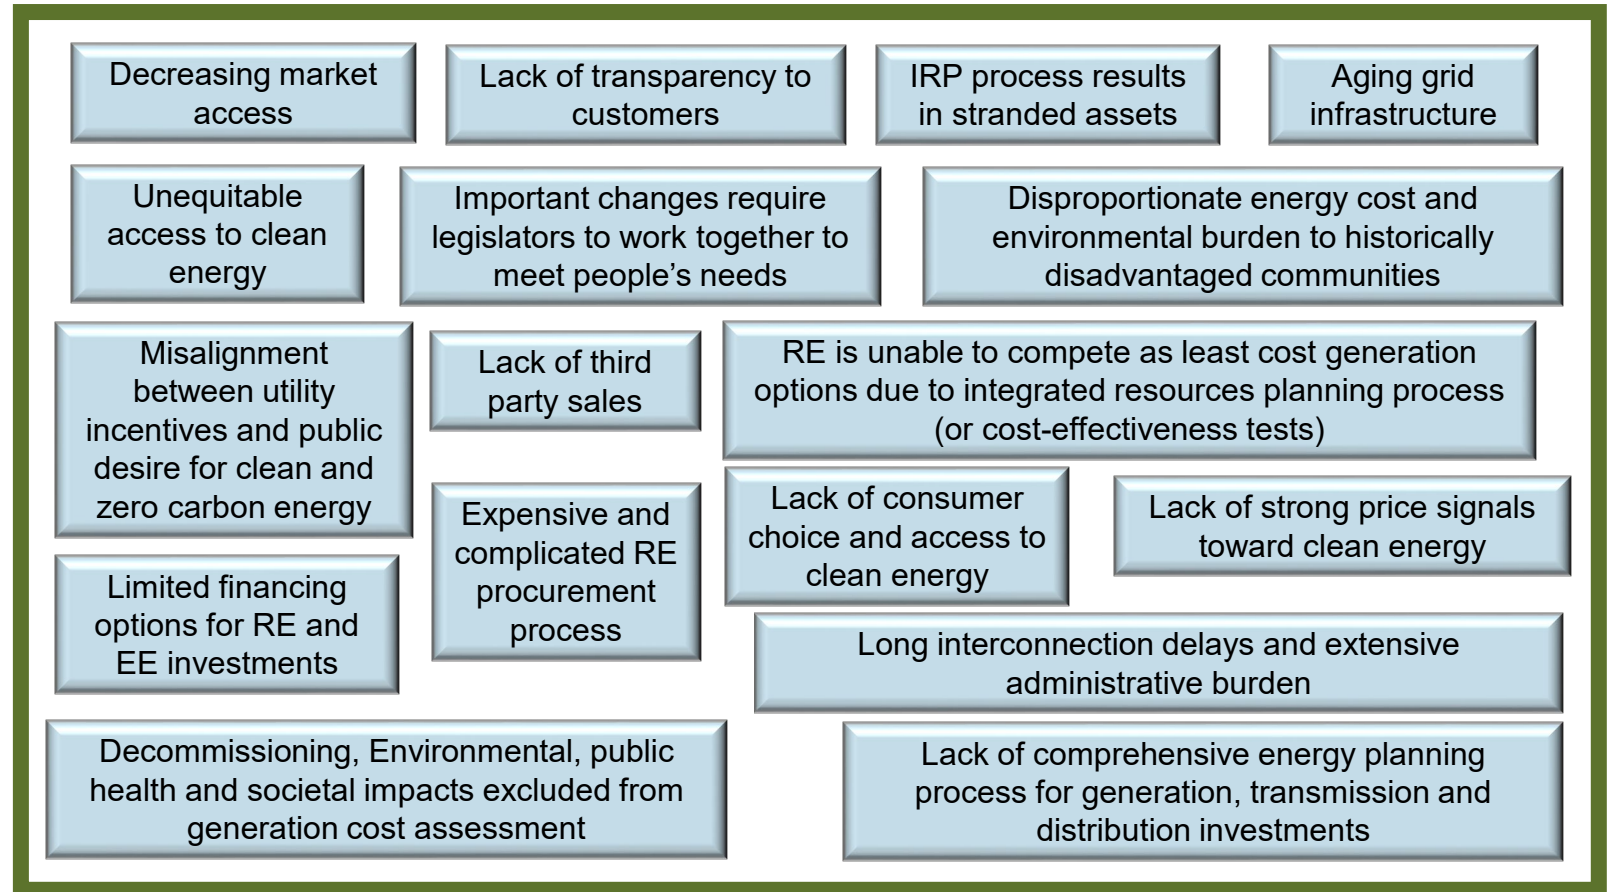 Decreasing market
access
Lack of transparency to
customers
IRP process results
in stranded assets
Aging grid
infrastructure
Unequitable
access to clean
energy
Important changes require
legislators to work together to
meet people’s needs
Disproportionate energy cost and
environmental burden to historically
disadvantaged communities
Misalignment
between utility
incentives and public
desire for clean and
zero carbon energy
Lack of third
party sales
RE is unable to compete as least cost generation
options due to integrated resources planning process
(or cost-effectiveness tests)
Expensive and
complicated RE
procurement
process
Lack of consumer
choice and access to
clean energy
Lack of strong price signals
toward clean energy
Limited financing
options for RE and
EE investments
Long interconnection delays and extensive
administrative burden
Decommissioning, Environmental, public
health and societal impacts excluded from
generation cost assessment
Lack of comprehensive energy planning
process for generation, transmission and
distribution investments